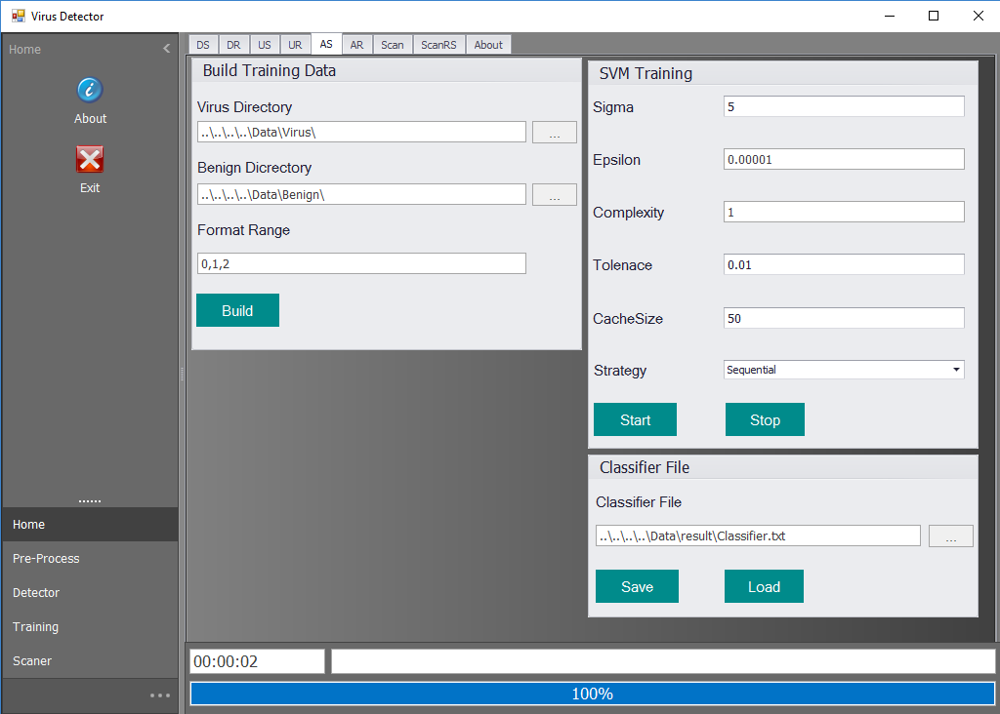 Virus Detector
Home
About
Exit
Home
Pre-Process
Detector
Training
Scaner
DS DR US UR AS AR Scan ScanRS About
Build Training Data
Virus Directory
..\..\..\..\Data\Virus\ ...
Benign Dicrectory
..\..\..\..\Data\Benign\ ...
Format Range
0,1,2
Build
SVM Training
Sigma 5
Epsilon 0.00001
Complexity 1
Tolenace 0.01
CacheSize 50
Strategy Sequential
Start Stop
Classifier File
Classifier File
..\..\..\..\Data\result\Classifier.txt ...
Save Load
00:00:02
100%